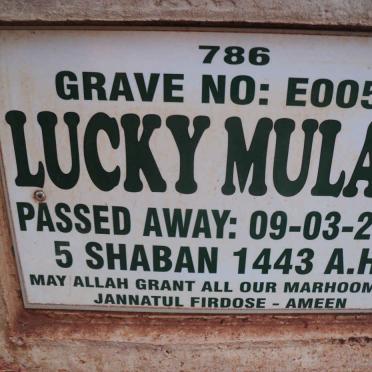 786
GRAVE NO: E005
LUCKY MULA
PASSED AWAY: 09-03-2
5 SHABAN 1443 A.H
MAY ALLAH GRANT ALL OUR MARHOOM
JANNATUL FIRDOSE - AMEEN